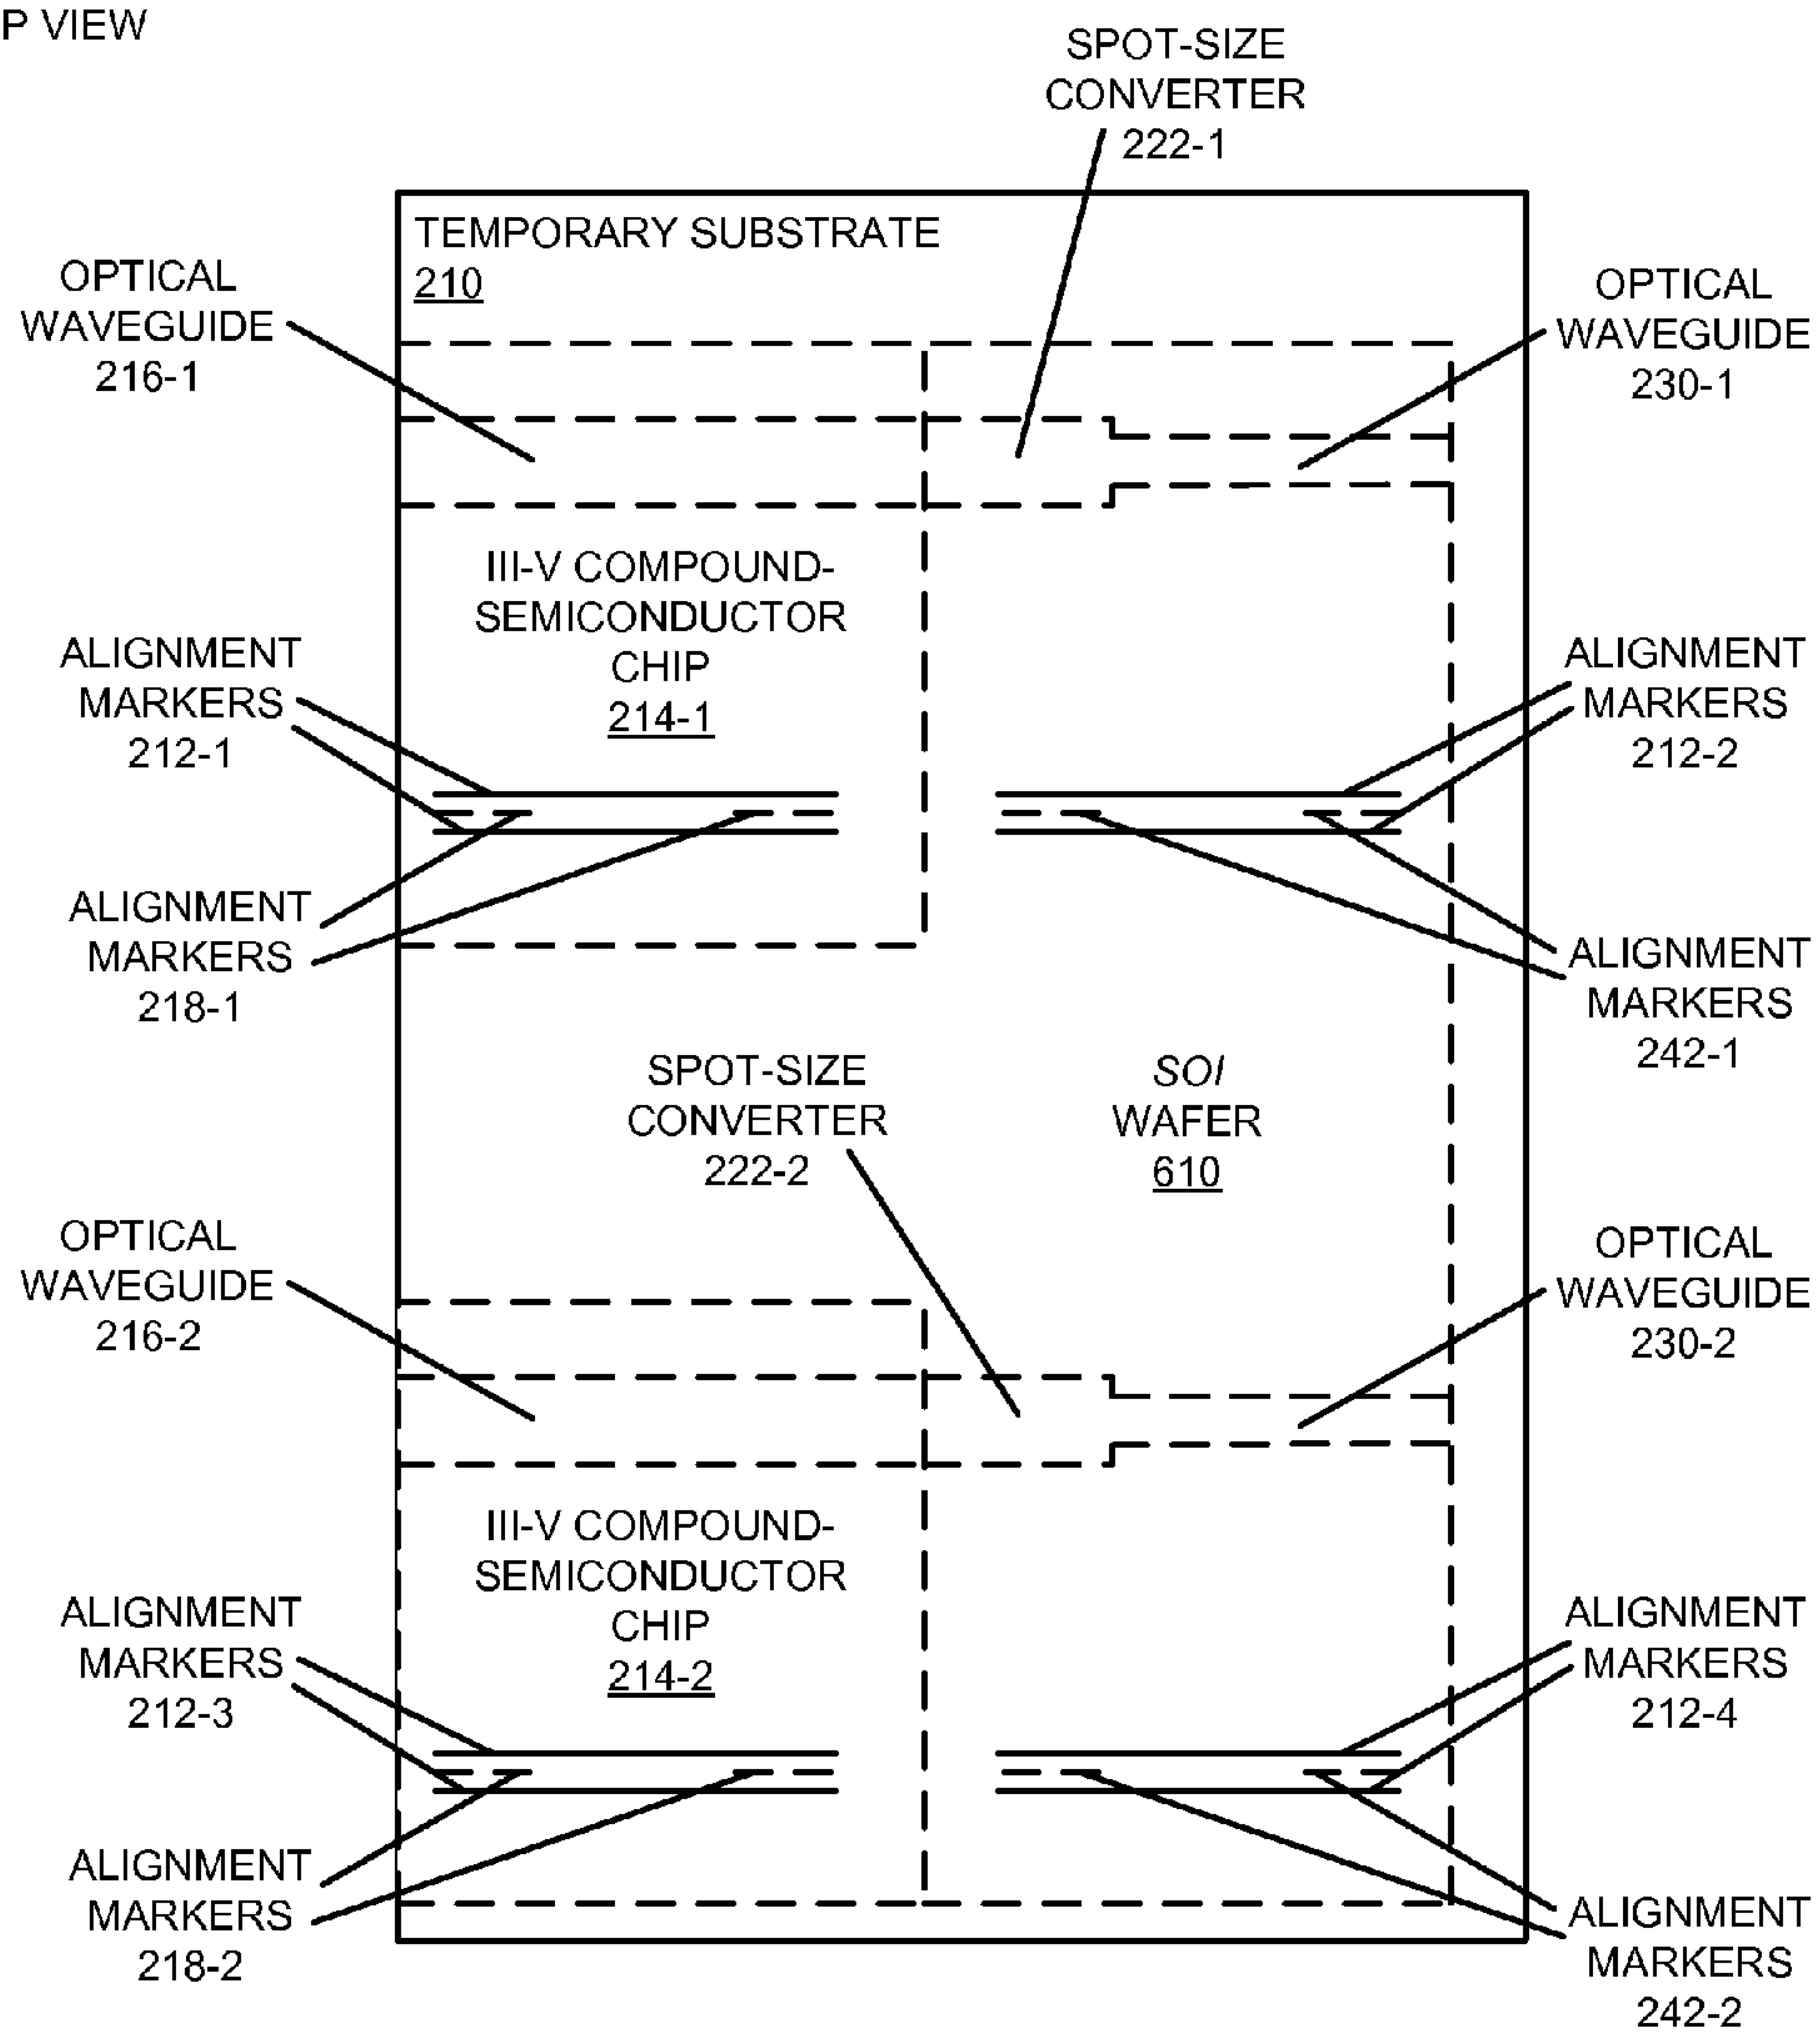 P VIEW
SPOT-SIZE
CONVERTER
222-1
TEMPORARY SUBSTRATE
210
OPTICAL
WAVEGUIDE
216-1
OPTICAL
WAVEGUIDE
230-1
III-V COMPOUND-
SEMICONDUCTOR
CHIP
214-1
ALIGNMENT
MARKERS
212-1
ALIGNMENT
MARKERS
212-2
ALIGNMENT
MARKERS
218-1
ALIGNMENT
MARKERS
242-1
SPOT-SIZE
CONVERTER
222-2
SOI
WAFER
610
OPTICAL
WAVEGUIDE
216-2
OPTICAL
WAVEGUIDE
230-2
III-V COMPOUND-
SEMICONDUCTOR
CHIP
214-2
ALIGNMENT
MARKERS
212-3
ALIGNMENT
MARKERS
212-4
ALIGNMENT
MARKERS
218-2
ALIGNMENT
MARKERS
242-2